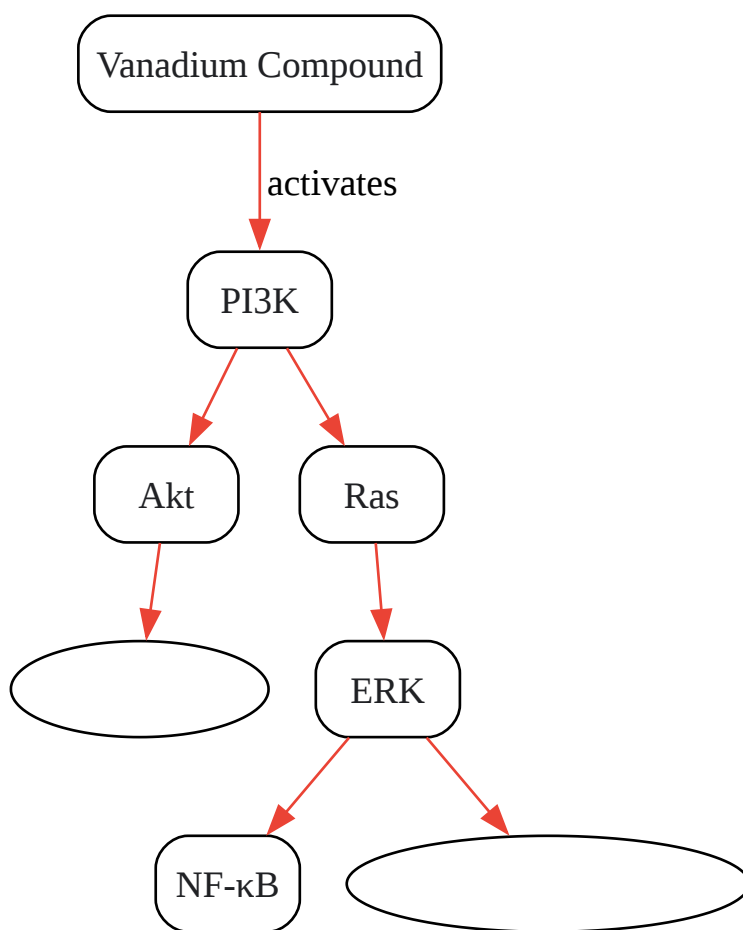 Vanadium Compound
activates
PI3K
Akt
Ras
ERK
NF-κB